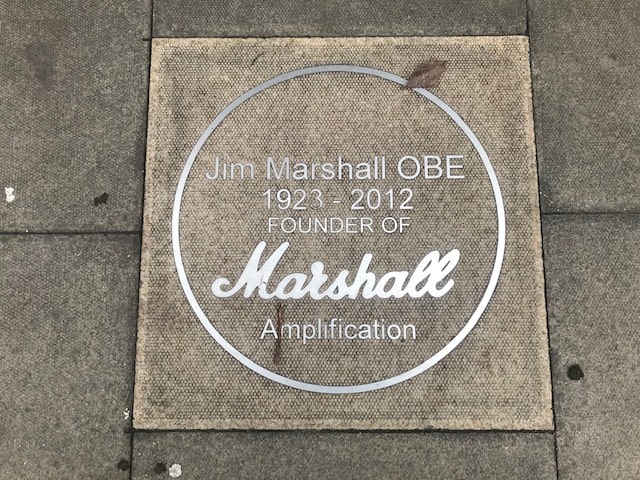 Jim Marshall OBE
1923 - 2012
FOUNDER OF
Marshall
Amplification